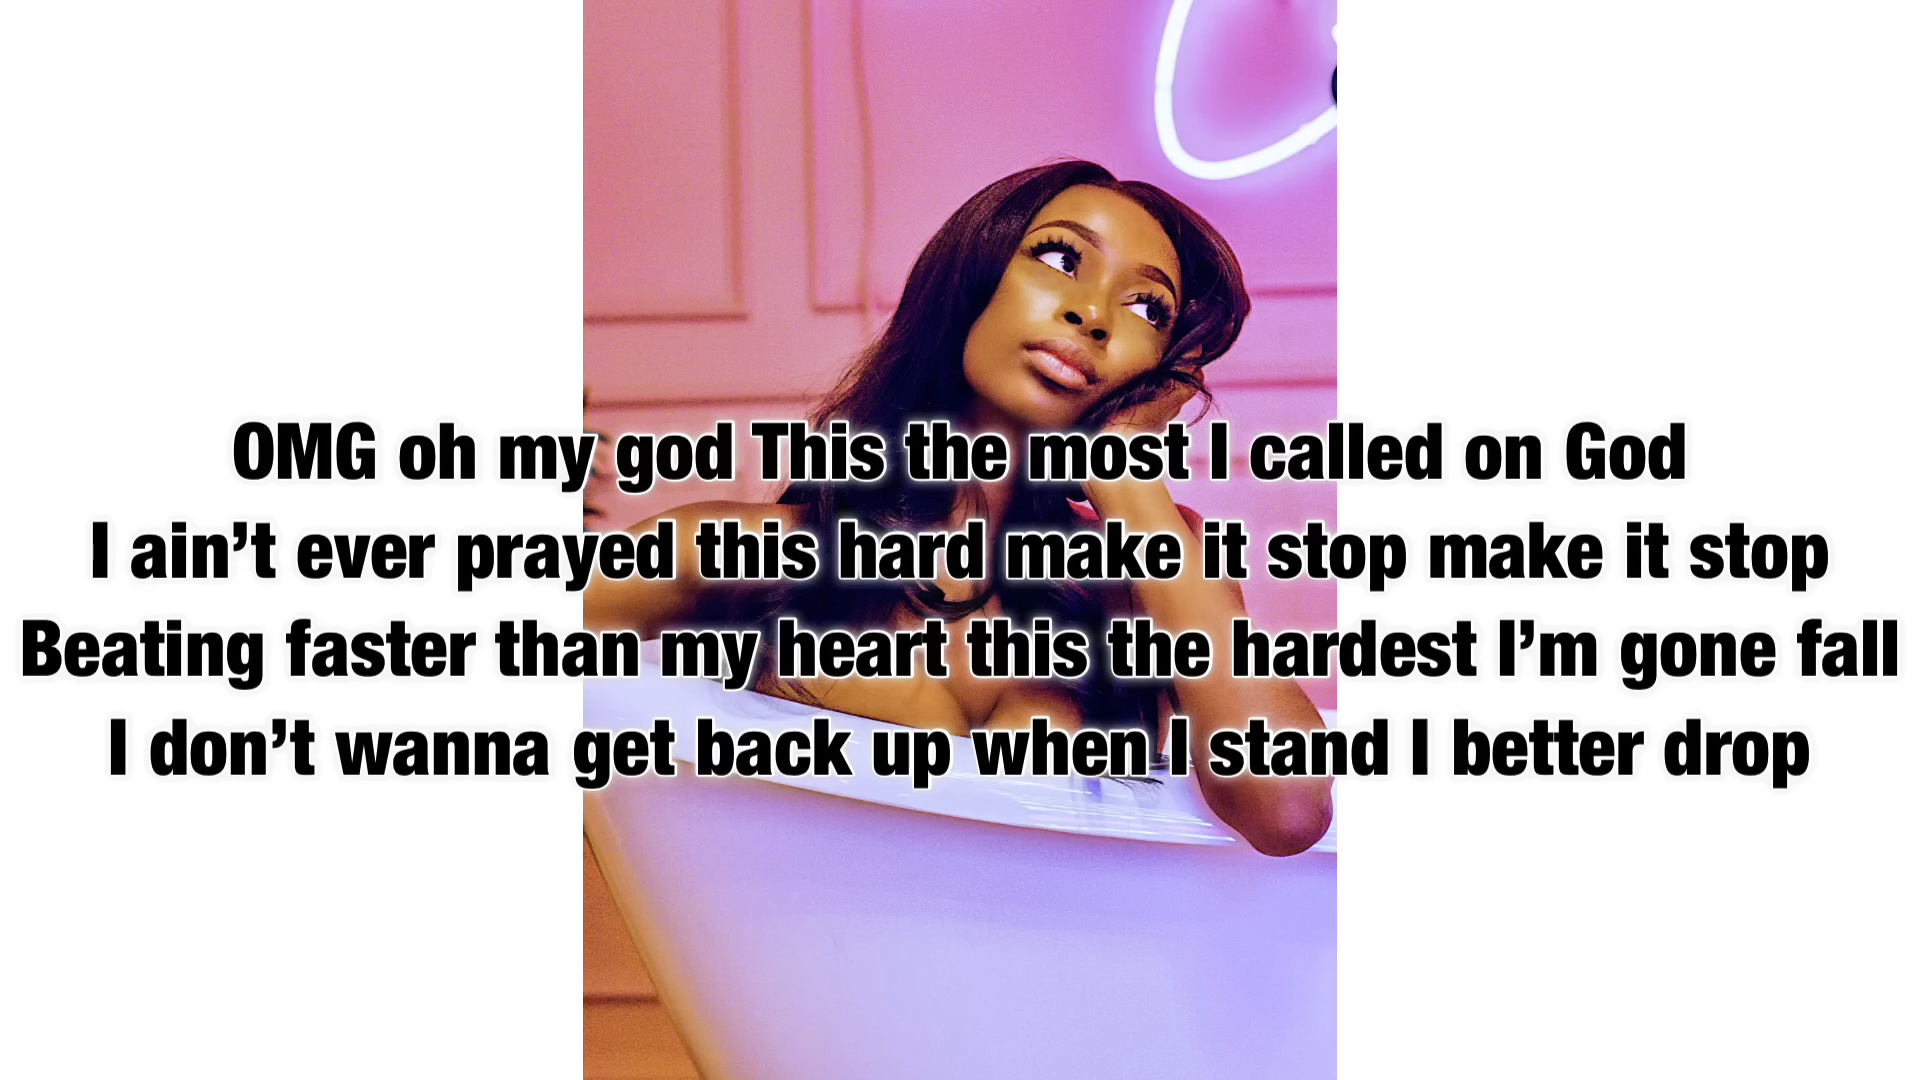 OMG oh my god This the most I called on God
I ain’t ever prayed this hard make it stop make it stop
Beating faster than my heart this the hardest I’m gone fall
I don’t wanna get back up when I stand I better drop